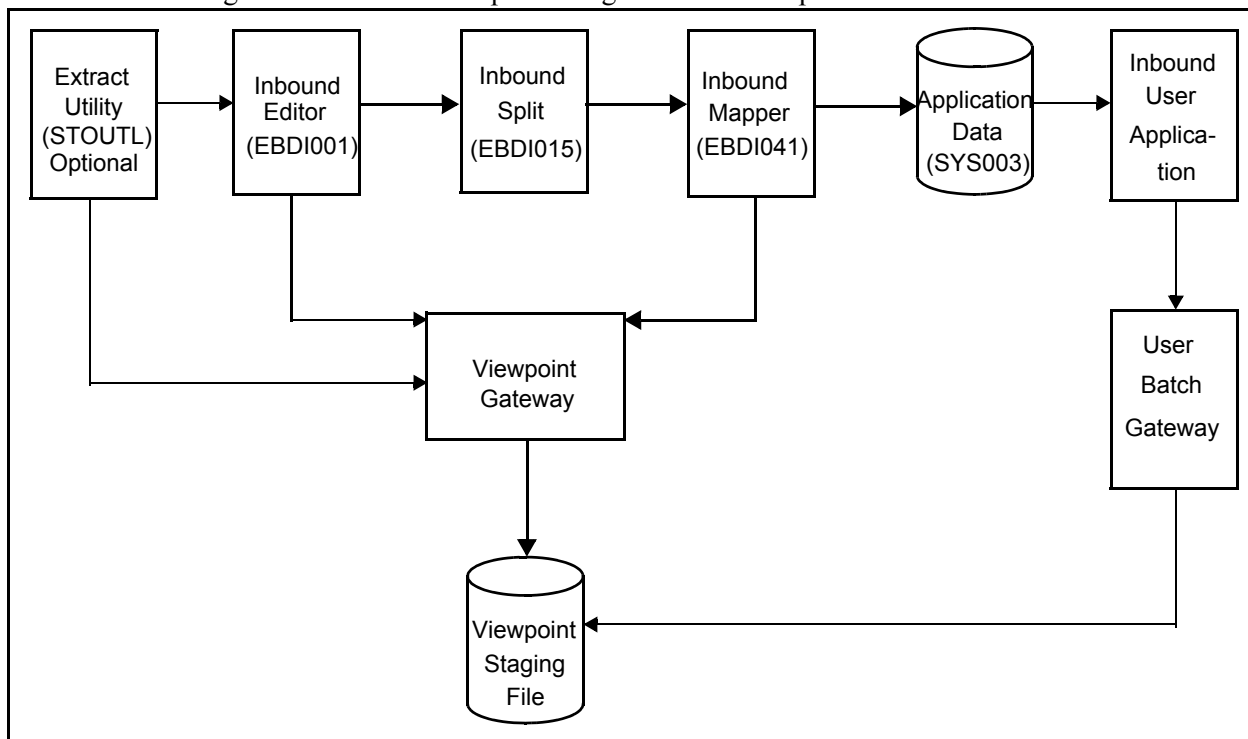 Extract
Utility
(STOUTL)
Optional
Inbound
Editor
(EBDI001)
Inbound
Split
(EBDI015)
Inbound
Mapper
(EBDI041)
Application
Data
(SYS003)
Inbound
User
Applica-
tion
Viewpoint
Gateway
User
Batch
Gateway
Viewpoint
Staging
File